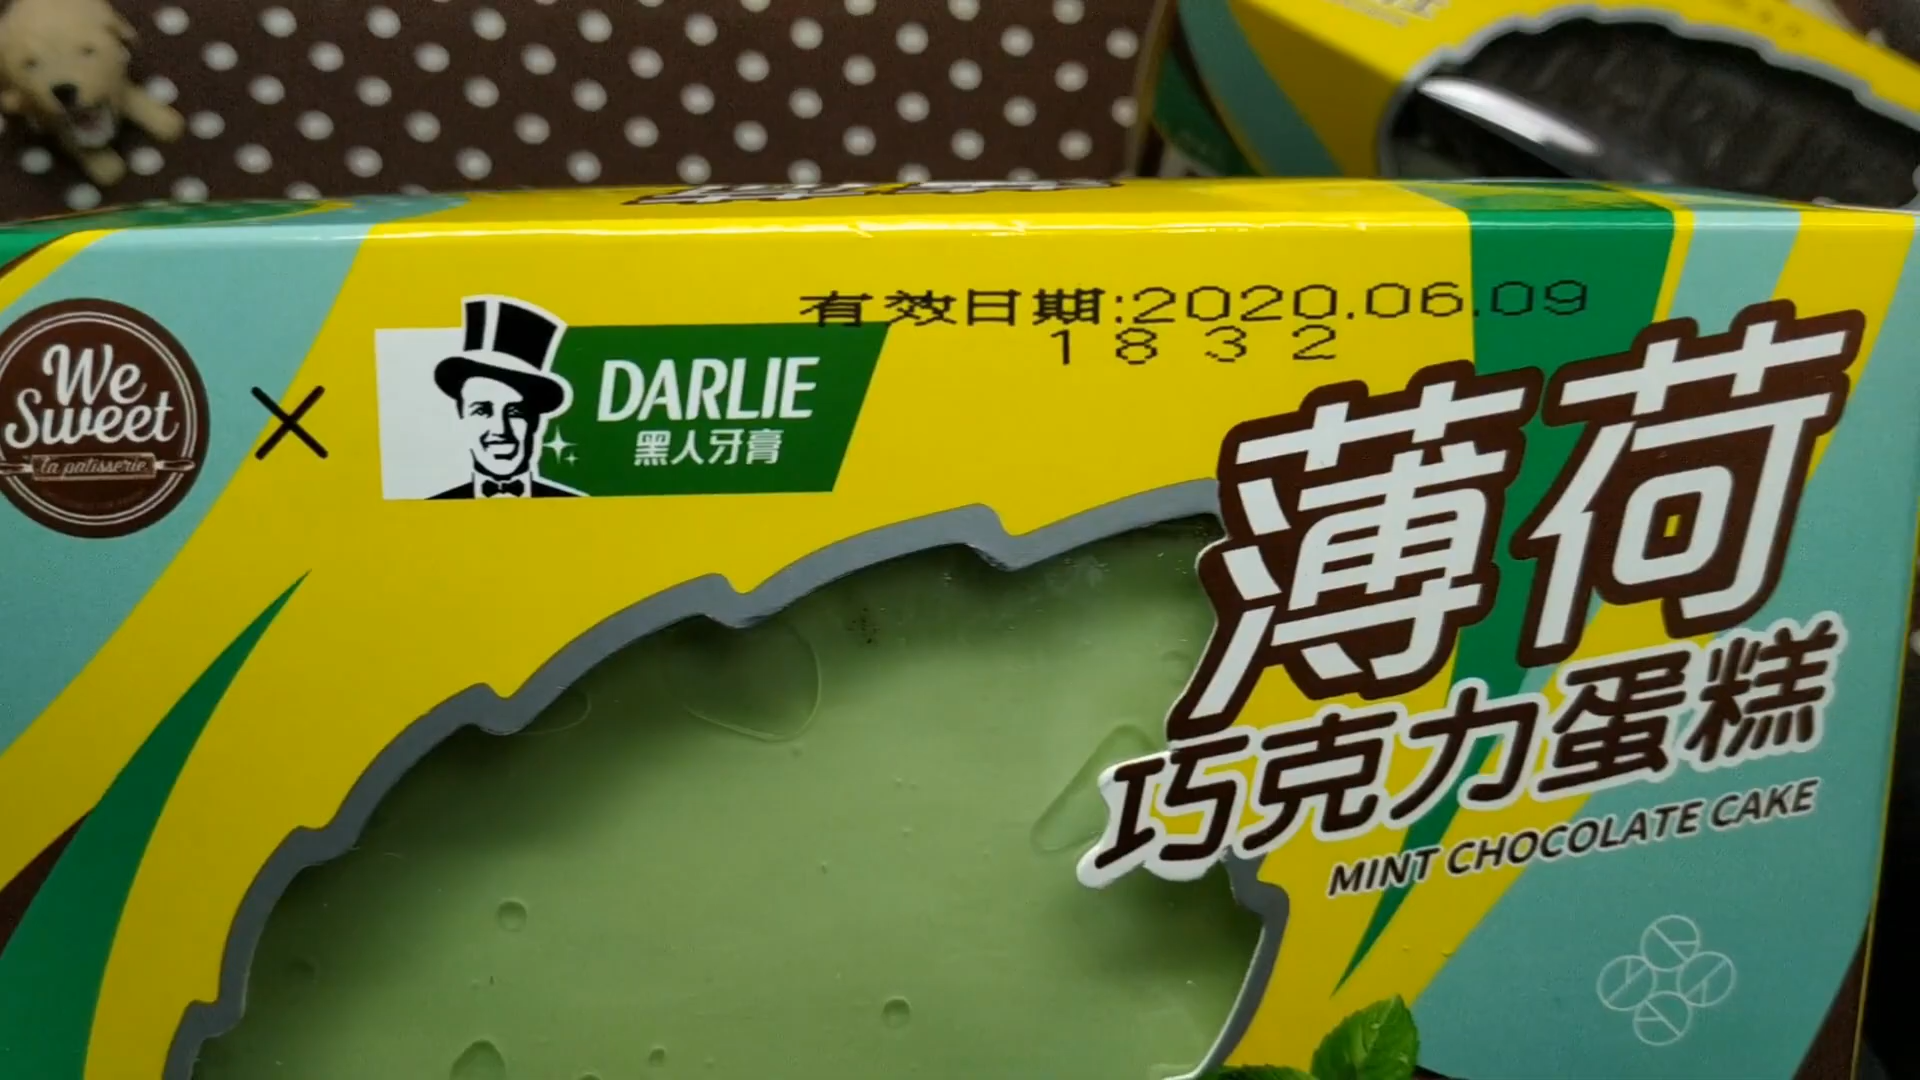 有效日期:2020.06.09
1832
We
Sweet
la patisserie
DARLIE
黑人牙膏
薄荷
巧克力蛋糕
MINT CHOCOLATE CAKE